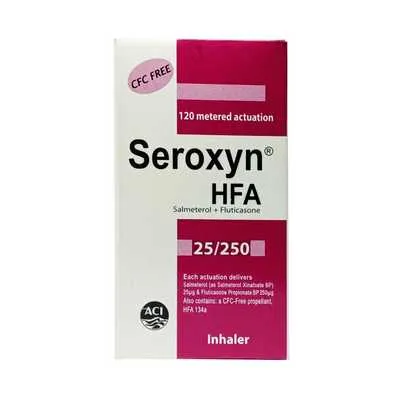 CFC FREE
120 metered actuation
Seroxyn®
HFA
Salmeterol + Fluticasone
25/250
Each actuation delivers
Salmeterol (as Salmeterol Xinafoate BP)
25µg & Fluticasone Propionate BP 250µg
Also contains: a CFC-Free propellant,
HFA 134a
ACI
Inhaler